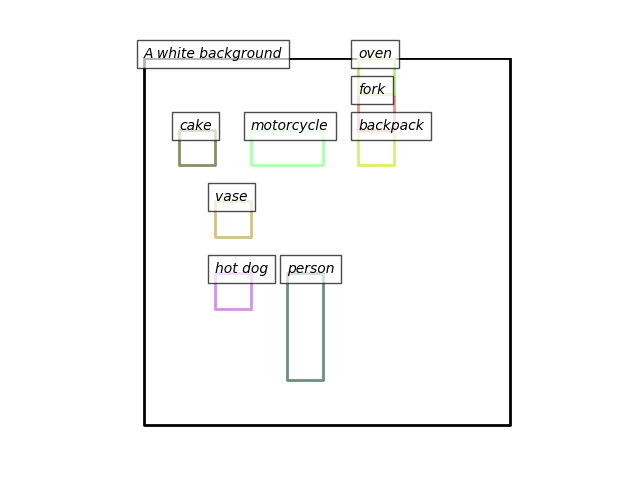 A white background
oven
fork
cake
motorcycle
backpack
vase
hot dog
person